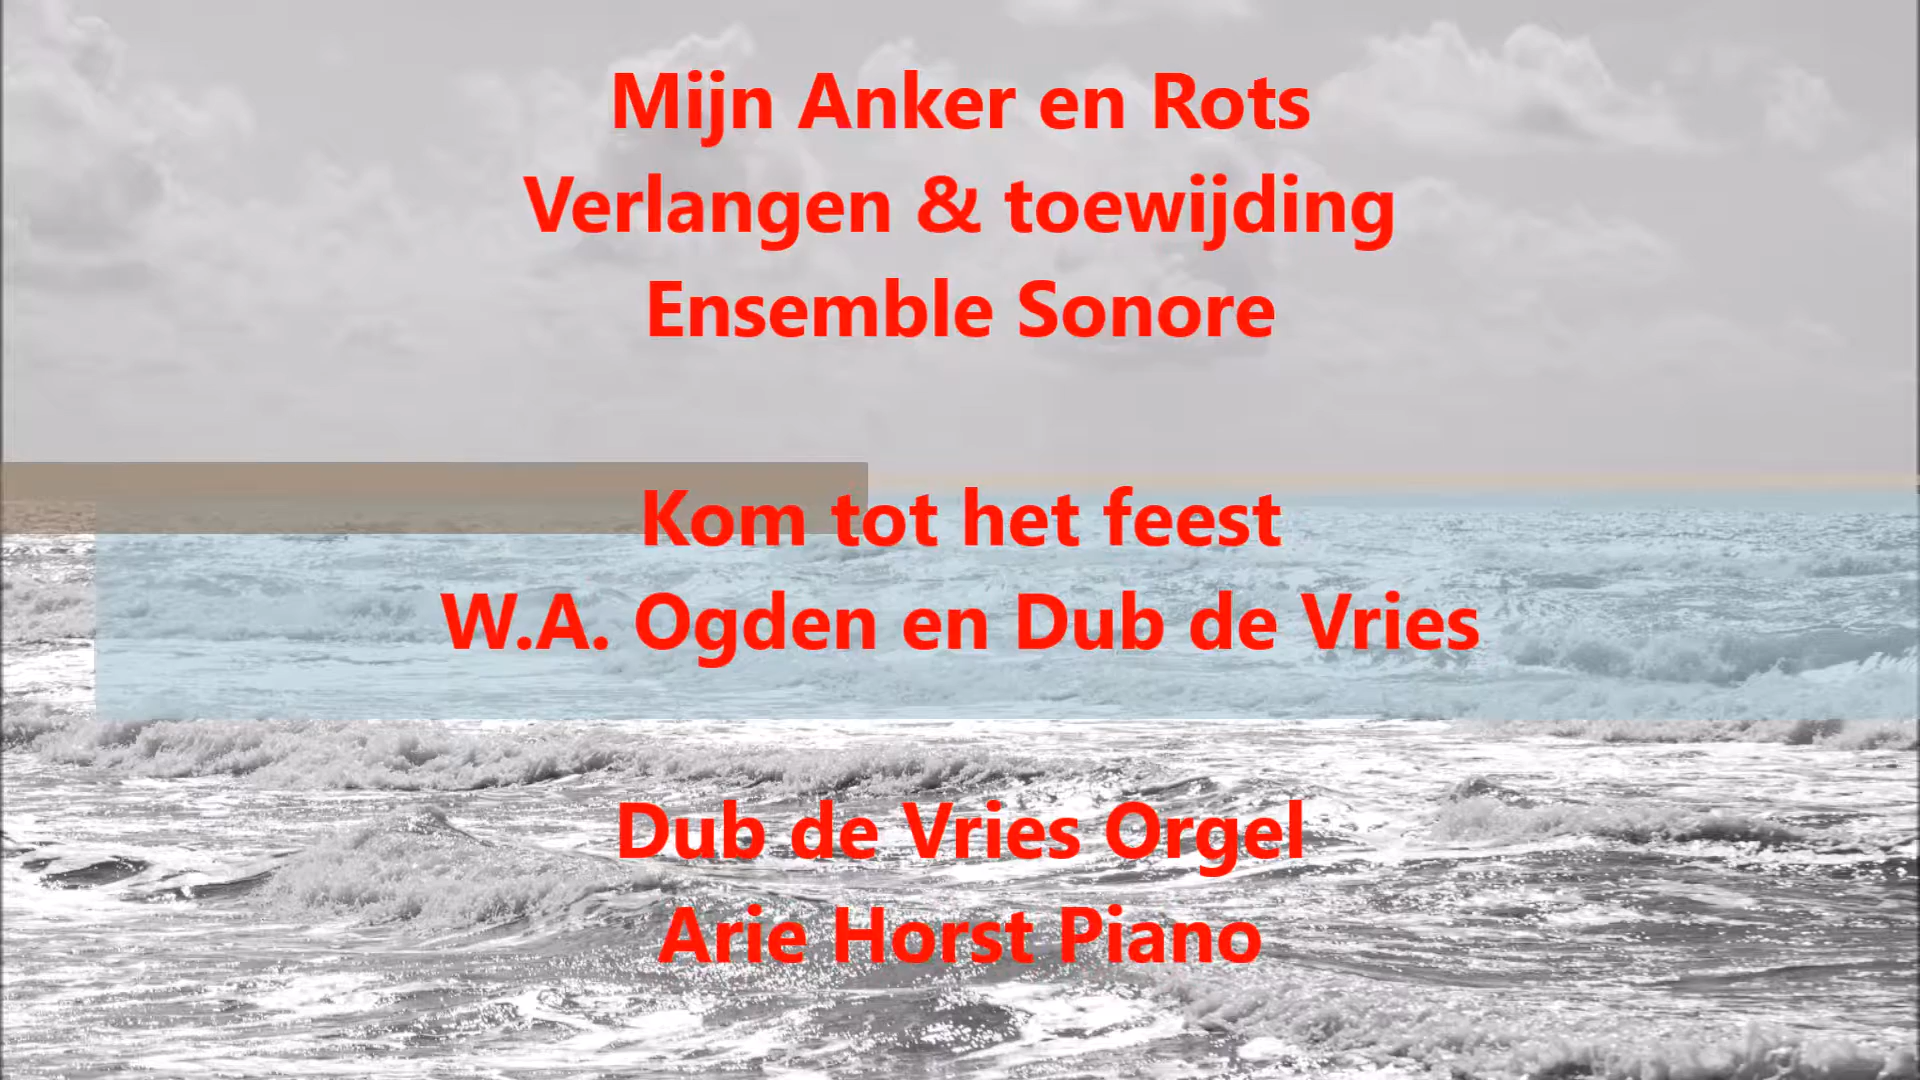 Mijn Anker en Rots
Verlangen & toewijding
Ensemble Sonore
Kom tot het feest
W.A. Ogden en Dub de Vries
Dub de Vries Orgel
Arie Horst Piano